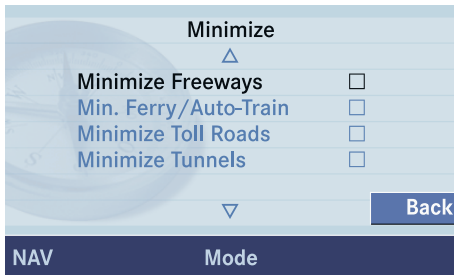 Minimize
Minimize Freeways
Min. Ferry/Auto-Train
Minimize Toll Roads
Minimize Tunnels
Back
NAV Mode